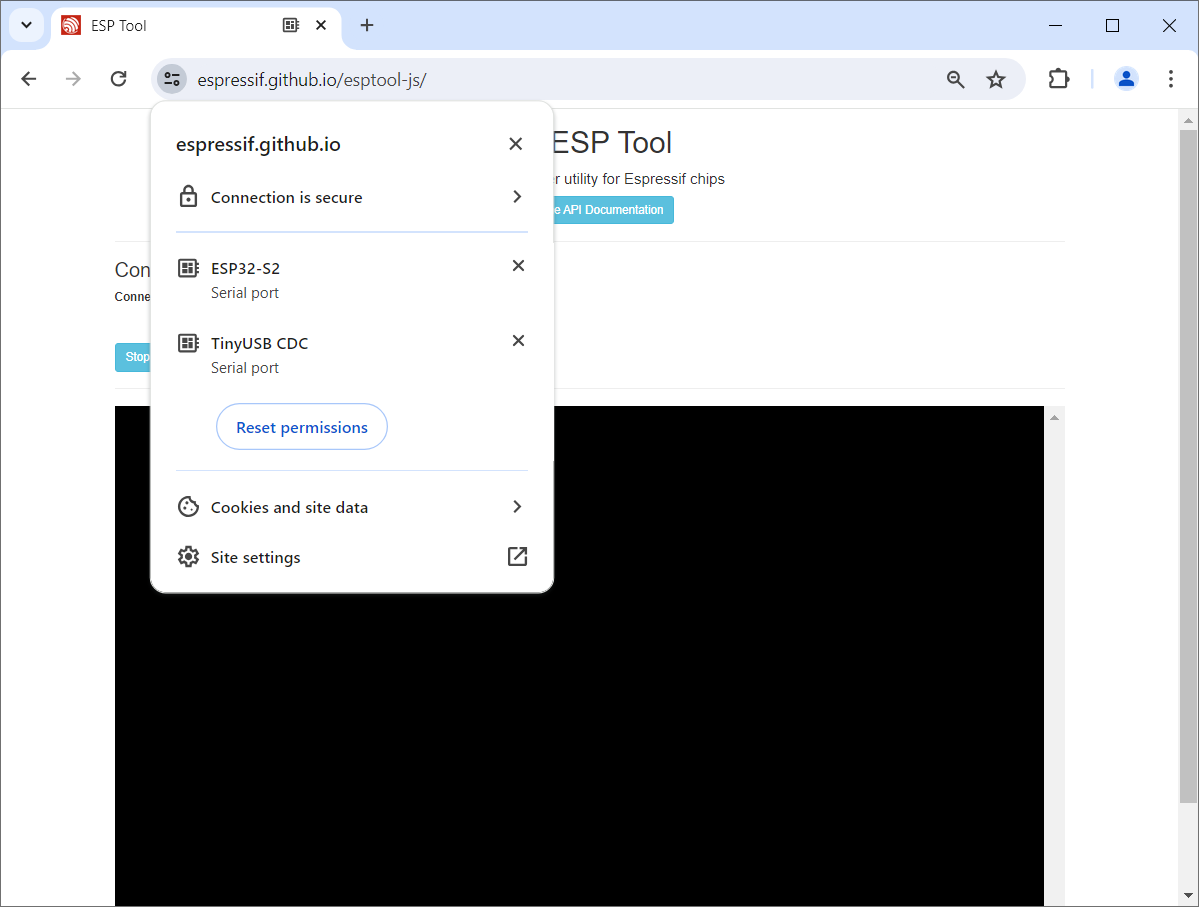 ESP Tool
espressif.github.io/esptool-js/
espressif.github.io
Connection is secure
ESP32-S2
Serial port
TinyUSB CDC
Serial port
Reset permissions
Cookies and site data
Site settings
ESP Tool
utility for Espressif chips
API Documentation
Stop